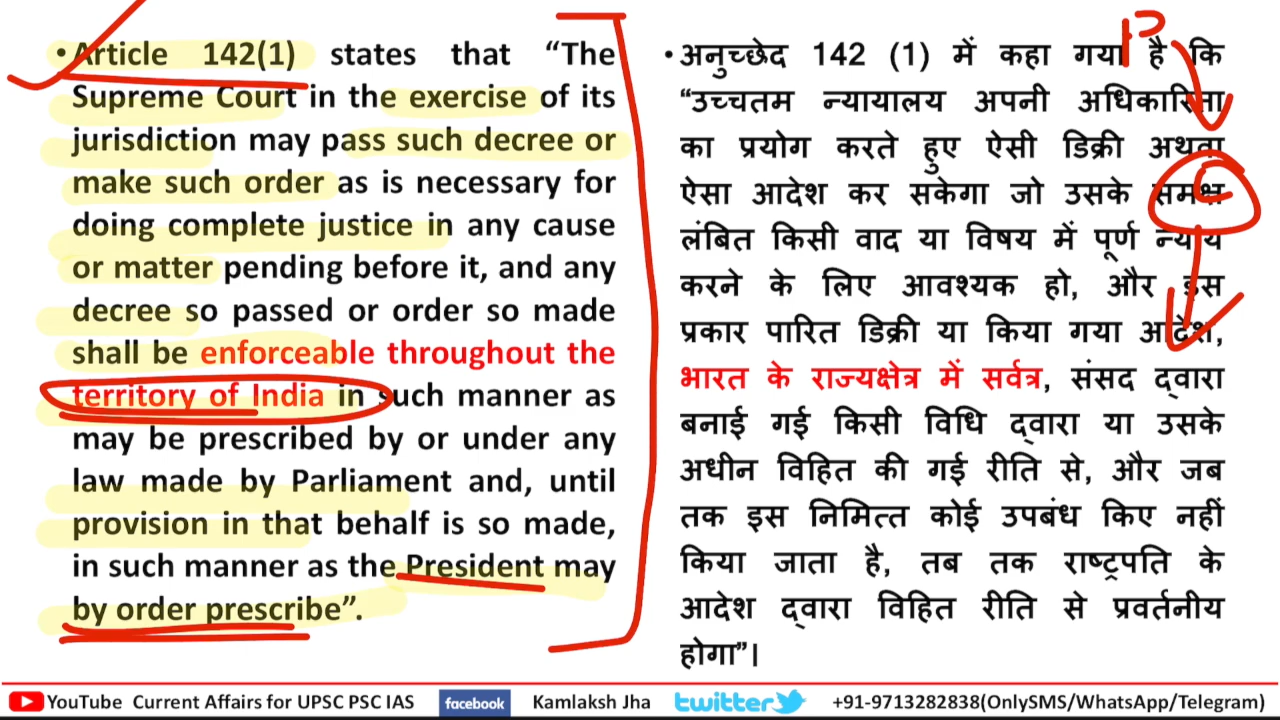 • Article 142(1) states that “The
Supreme Court in the exercise of its
jurisdiction may pass such decree or
make such order as is necessary for
doing complete justice in any cause
or matter pending before it, and any
decree so passed or order so made
shall be enforceable throughout the
territory of India in such manner as
may be prescribed by or under any
law made by Parliament and, until
provision in that behalf is so made,
in such manner as the President may
by order prescribe”.
• अनुच्छेद 142 (1) में कहा गया है कि
“उच्चतम न्यायालय अपनी अधिकारिता
का प्रयोग करते हुए ऐसी डिक्री अथवा
ऐसा आदेश कर सकेगा जो उसके समक्ष
लंबित किसी वाद या विषय में पूर्ण न्याय
करने के लिए आवश्यक हो, और इस
प्रकार पारित डिक्री या किया गया आदेश,
भारत के राज्यक्षेत्र में सर्वत्र, संसद द्वारा
बनाई गई किसी विधि द्वारा या उसके
अधीन विहित की गई रीति से, और जब
तक इस निमित्त कोई उपबंध किए नहीं
किया जाता है, तब तक राष्ट्रपति के
आदेश द्वारा विहित रीति से प्रवर्तनीय
होगा”।
YouTube Current Affairs for UPSC PSC IAS facebook Kamlaksh Jha twitter +91-9713282838(OnlySMS/WhatsApp/Telegram)